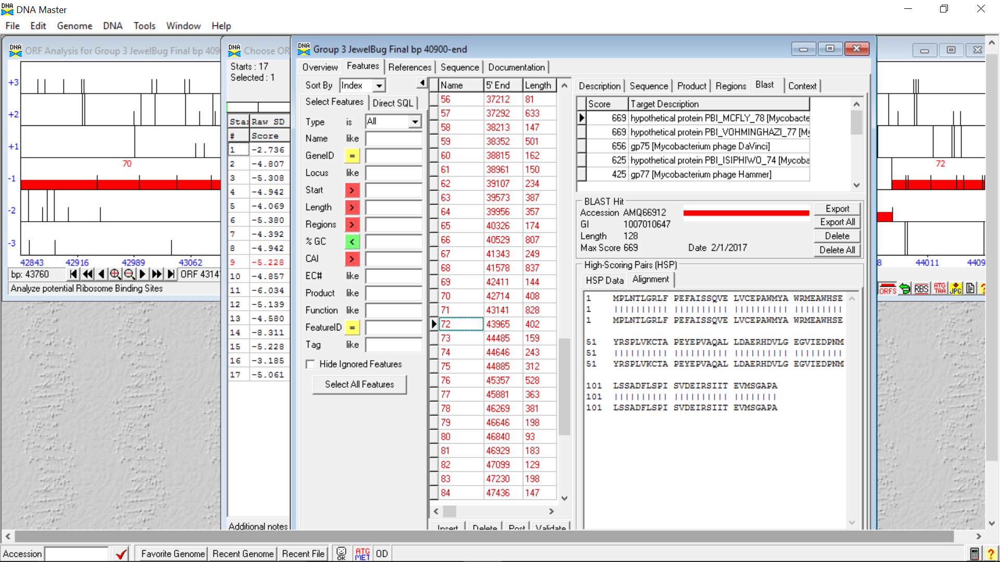 DNA Master
File Edit Genome DNA Tools Window Help
ORF Analysis for Group 3 JewelBug Final bp 409
+3
+2
+1
70
-1
-2
-3
42843 42916 42989 43062
bp: 43760
ORF 4314
Analyze potential Ribosome Binding Sites
Choose OR
Starts : 17
Selected : 1
Raw SD
# Score
1 -2.736
2 -4.807
3 -5.308
4 -4.942
5 -4.069
6 -5.380
7 -4.392
8 -4.942
9 -5.228
10 -4.857
11 -6.034
12 -5.139
13 -4.580
14 -8.311
15 -5.228
16 -3.185
17 -5.061
Additional notes
Group 3 JewelBug Final bp 40900-end
Overview Features References Sequence Documentation
Sort By Index
Select Features Direct SQL
Type is All
Name like
GeneID =
Locus like
Start >
Length >
Regions >
% GC <
CAI >
EC# like
Product like
Function like
FeatureID =
Tag like
Hide Ignored Features
Select All Features
Name 5' End Length
56 37212 81
57 37292 633
58 38213 147
59 38352 501
60 38815 162
61 38961 150
62 39107 234
63 39573 387
64 39956 357
65 40326 174
66 40529 807
67 41343 249
68 41578 837
69 42411 144
70 42714 408
71 43141 828
72 43965 402
73 44485 159
74 44646 243
75 44885 312
76 45357 528
77 45881 363
78 46269 381
79 46646 198
80 46840 93
81 46929 183
82 47099 129
83 47230 198
84 47436 147
Insert Delete Post Validate
Description Sequence Product Regions Blast Context
Score Target Description
669 hypothetical protein PBI_MCFLY_78 [Mycobacte
669 hypothetical protein PBI_VOHMINGHAZI_77 [M
656 gp75 [Mycobacterium phage DaVinci]
625 hypothetical protein PBI_ISIPHIWO_74 [Mycoba
425 gp77 [Mycobacterium phage Hammer]
BLAST Hit
Accession AMQ66912
GI 1007010647
Length 128
Max Score 669 Date 2/1/2017
Export
Export All
Delete
Delete All
High-Scoring Pairs (HSP)
HSP Data Alignment
1 MPLNTLGRLF PEFAISSQVE LVCEPAWMYA WRMEAWHSE
1 |||||||||| |||||||||| |||||||||| |||||||||
1 MPLNTLGRLF PEFAISSQVE LVCEPAWMYA WRMEAWHSE
51 YRSPLVKCTA PEYEPVAQAL LDAERHDVLG EGVIEDPNM
51 |||||||||| |||||||||| |||||||||| |||||||||
51 YRSPLVKCTA PEYEPVAQAL LDAERHDVLG EGVIEDPNM
101 LSSADFLSPI SVDEIRSIIT EVMSGAPA
101 |||||||||| |||||||||| ||||||||
101 LSSADFLSPI SVDEIRSIIT EVMSGAPA
72
8 44011 4409
ORFS RBS ATG TAA JPG ?
Accession
Favorite Genome Recent Genome Recent File OK ATG MET OD ?